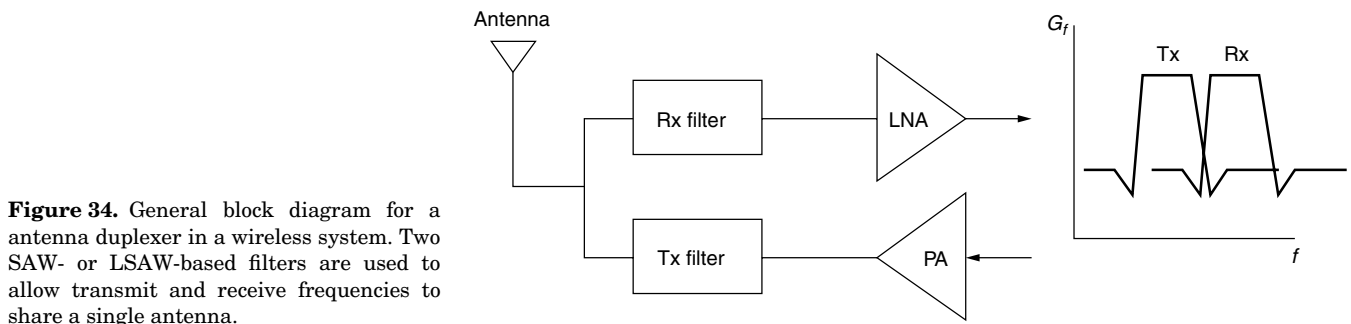 Antenna
Rx filter
LNA
Tx filter
PA
Gf
Tx Rx
f
Figure 34. General block diagram for a
antenna duplexer in a wireless system. Two
SAW- or LSAW-based filters are used to
allow transmit and receive frequencies to
share a single antenna.